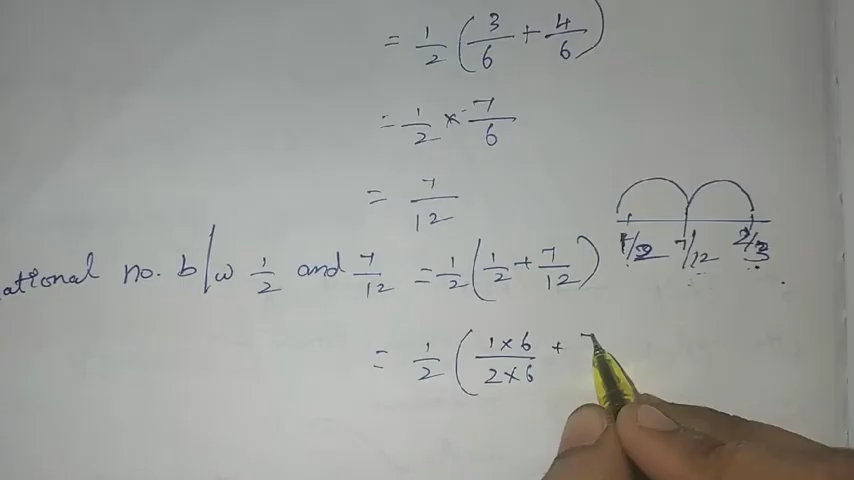 = 1/2 (3/6 + 4/6)
= 1/2 × 7/6
= 7/12
ational no. b/w 1/2 and 7/12 = 1/2 (1/2 + 7/12)
1/2 7/12 2/3
= 1/2 (1×6/2×6 + 7